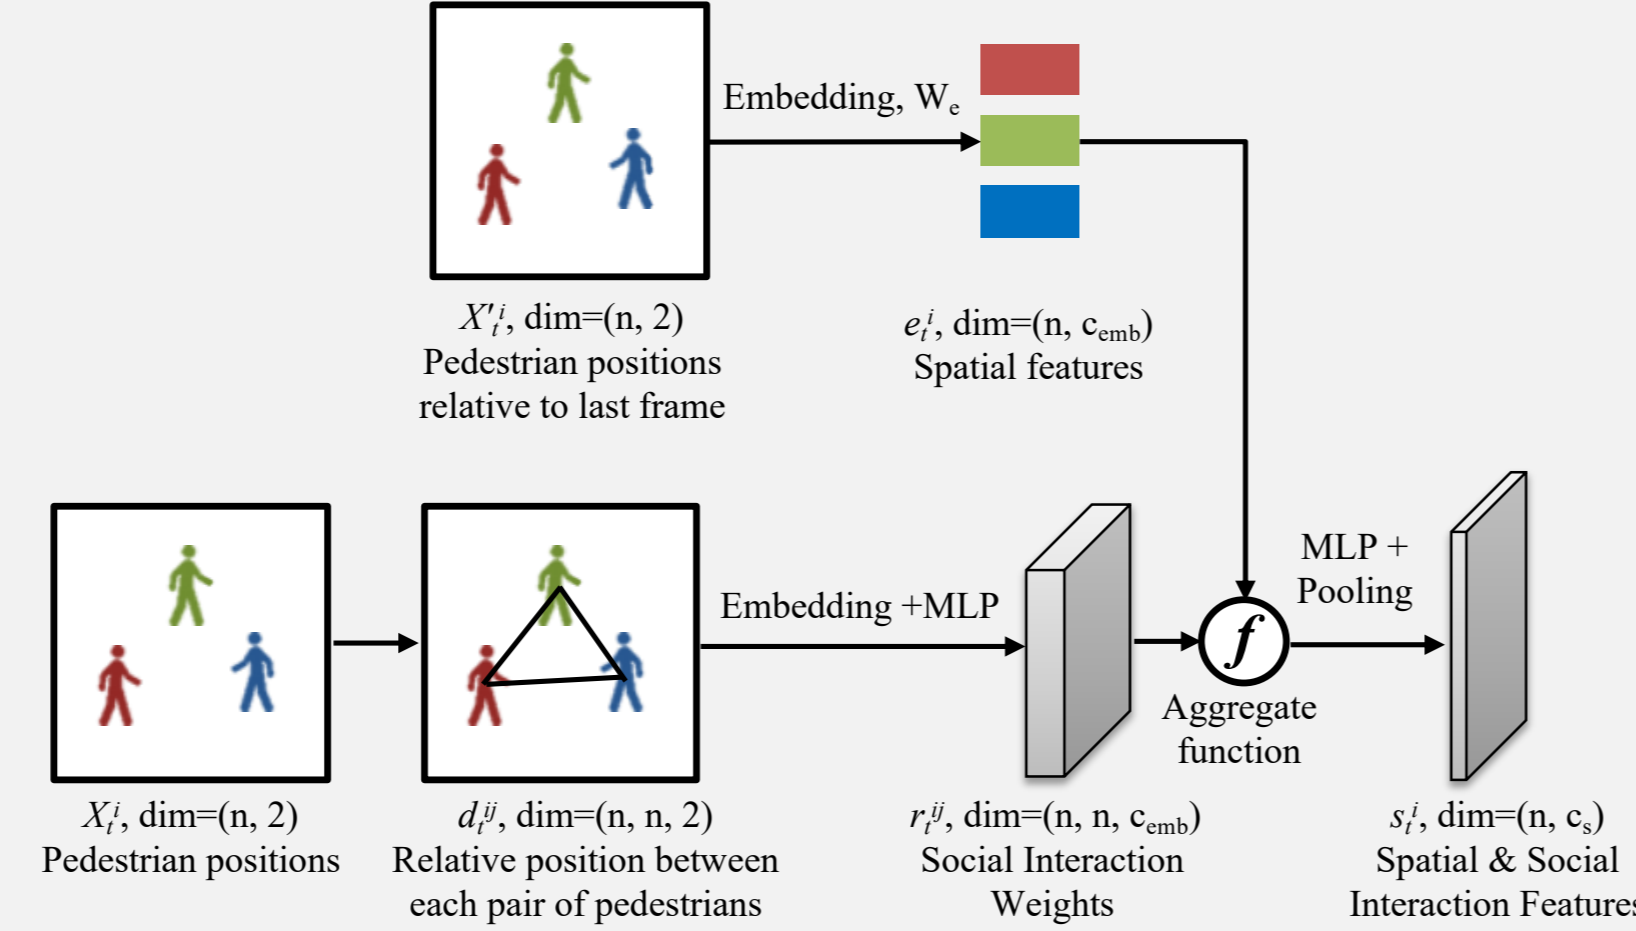 Embedding, Wₑ
X'ₜⁱ, dim=(n, 2)
Pedestrian positions
relative to last frame
eₜⁱ, dim=(n, c_emb)
Spatial features
Embedding +MLP
MLP +
Pooling
f
Aggregate
function
Xₜⁱ, dim=(n, 2)
Pedestrian positions
dₜⁱʲ, dim=(n, n, 2)
Relative position between
each pair of pedestrians
rₜⁱʲ, dim=(n, n, c_emb)
Social Interaction
Weights
sₜⁱ, dim=(n, cₛ)
Spatial & Social
Interaction Features